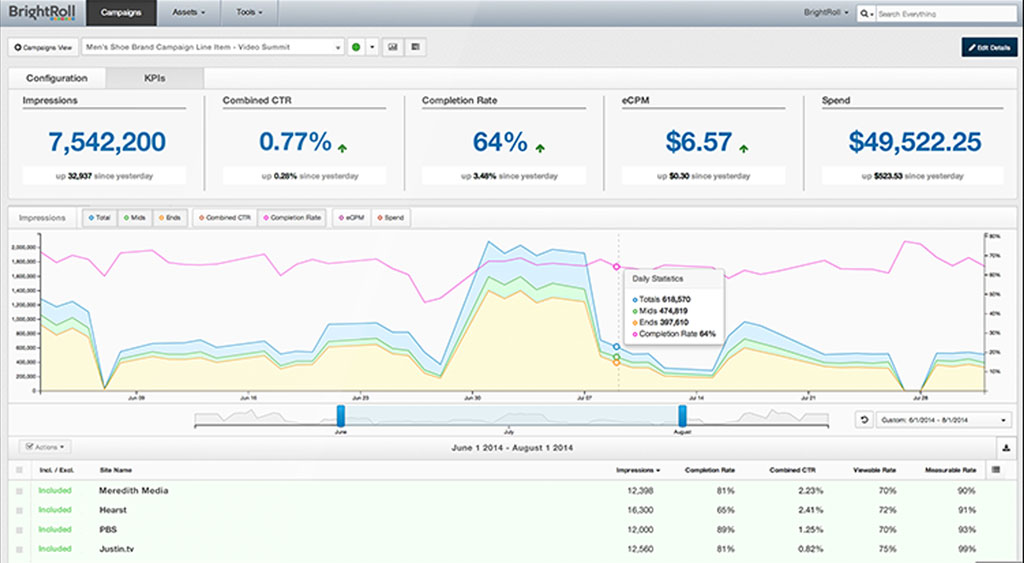 BrightRoll Campaigns Assets Tools BrightRoll Search Everything
Campaigns View Men's Shoe Brand Campaign Line Item - Video Summit Edit Details
Configuration KPIs
Impressions Combined CTR Completion Rate eCPM Spend
7,542,200 0.77% 64% $6.57 $49,522.25
up 32,937 since yesterday up 0.28% since yesterday up 3.48% since yesterday up $0.30 since yesterday up $523.53 since yesterday
Impressions Total Mids Ends Combined CTR Completion Rate eCPM Spend
2,000,000 80%
1,800,000 70%
1,600,000 60%
1,400,000
1,200,000 50%
1,000,000 40%
800,000 30%
600,000
400,000 20%
200,000 10%
0
Daily Statistics
Totals 618,570
Mids 474,819
Ends 397,610
Completion Rate 64%
Jun 09 Jun 16 Jun 23 Jun 30 Jul 07 Jul 14 Jul 21 Jul 28
June July August
Custom: 6/1/2014 - 8/1/2014
Actions June 1 2014 - August 1 2014
Incl. / Excl. Site Name Impressions Completion Rate Combined CTR Viewable Rate Measurable Rate
Included Meredith Media 12,398 81% 2.23% 70% 90%
Included Hearst 16,300 65% 2.41% 72% 91%
Included PBS 12,000 89% 1.25% 70% 93%
Included Justin.tv 12,560 81% 0.82% 75% 99%